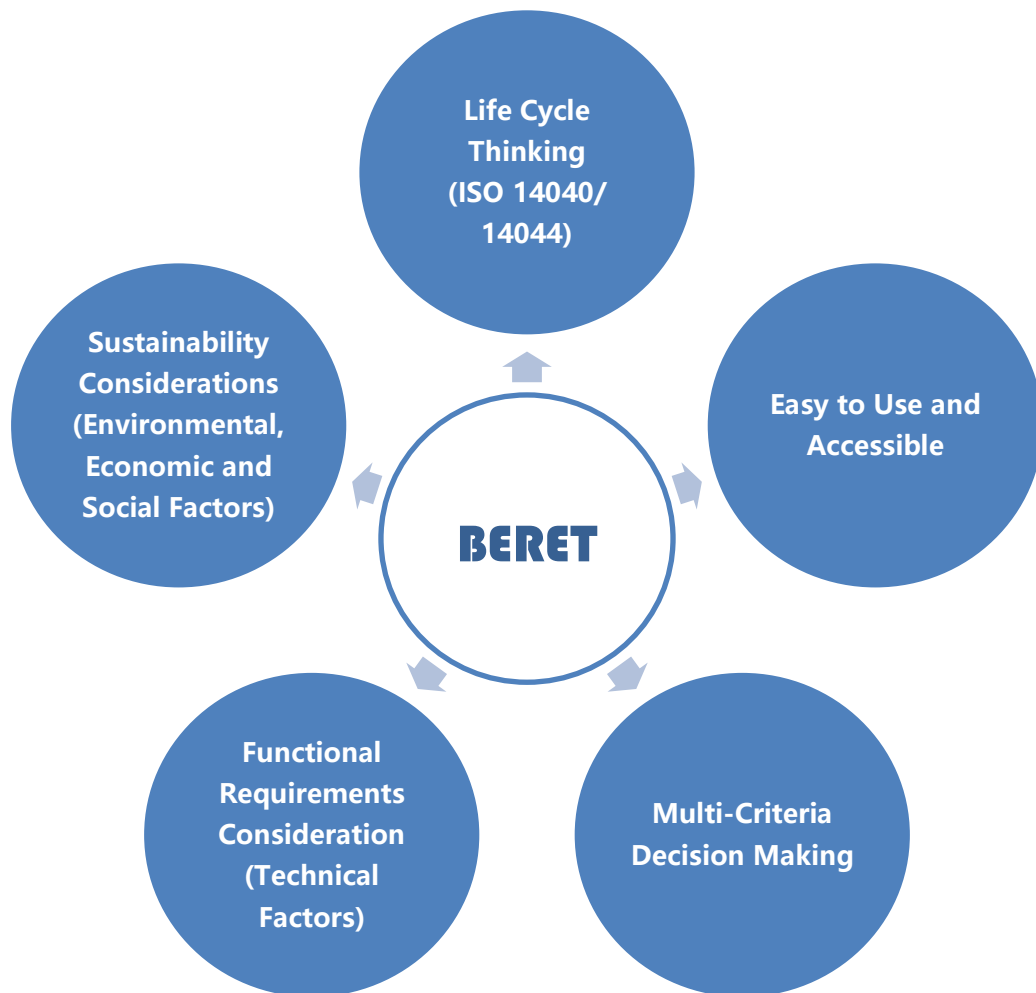 Life Cycle
Thinking
(ISO 14040/
14044)
Sustainability
Considerations
(Environmental,
Economic and
Social Factors)
Easy to Use and
Accessible
BERET
Functional
Requirements
Consideration
(Technical
Factors)
Multi-Criteria
Decision Making